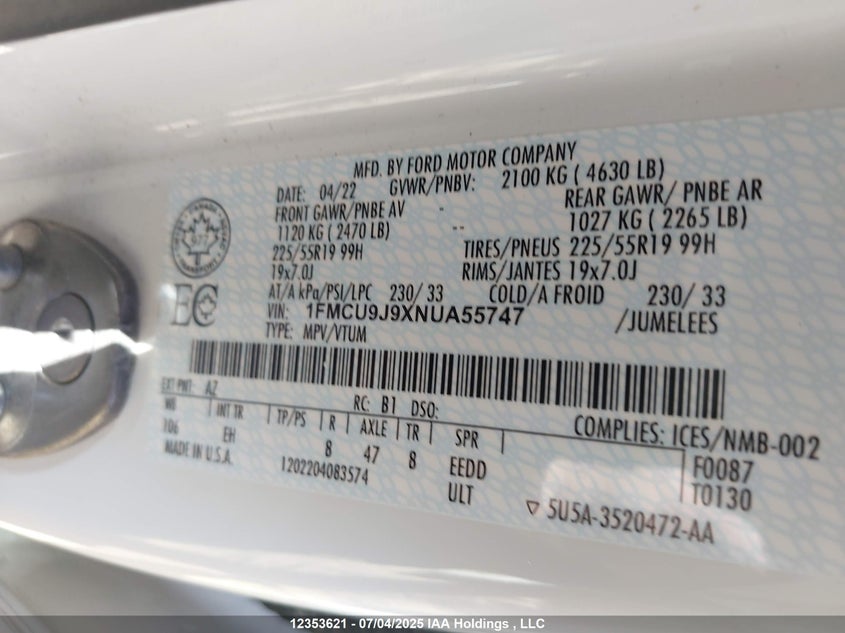 MFD. BY FORD MOTOR COMPANY
DATE: 04/22 GVWR/PNBV: 2100 KG ( 4630 LB)
FRONT GAWR/PNBE AV - REAR GAWR/ PNBE AR
1120 KG ( 2470 LB) -- 1027 KG ( 2265 LB)
225/55R19 99H TIRES/PNEUS 225/55R19 99H
19x7.0J RIMS/JANTES 19x7.0J
AT/A kPa/PSI/LPC 230/ 33 COLD/A FROID 230/ 33
VIN: 1FMCU9J9XNUA55747 /JUMELEES
TYPE: MPV/VTUM
EC
EXT PNT: AZ RC: B1 DSO:
WB INT TR TP/PS R AXLE TR SPR COMPLIES: ICES/NMB-002
106 EH 8 47 8 EEDD F0087
MADE IN U.S.A. 1202204083574 ULT T0130
▽ 5U5A-3520472-AA
12353621 - 07/04/2025 IAA Holdings , LLC